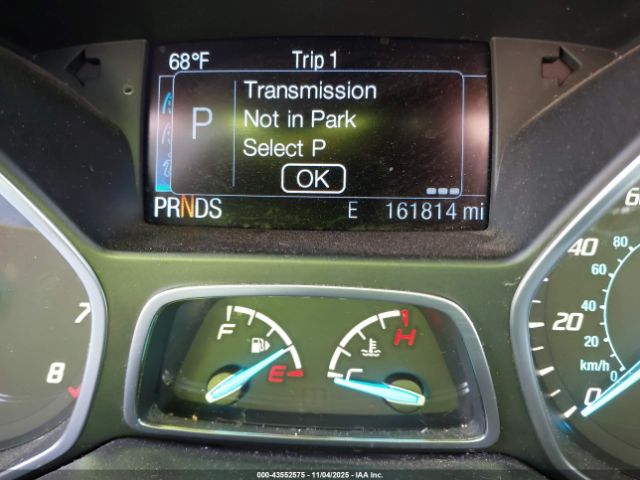 68°F Trip 1
P
Transmission
Not in Park
Select P
OK
PRNDS E 161814 mi
7
8
F E
C H
60
40
20
0
80
60
40
20
0
km/h
000-43552575 - 11/04/2025 - IAA Inc.